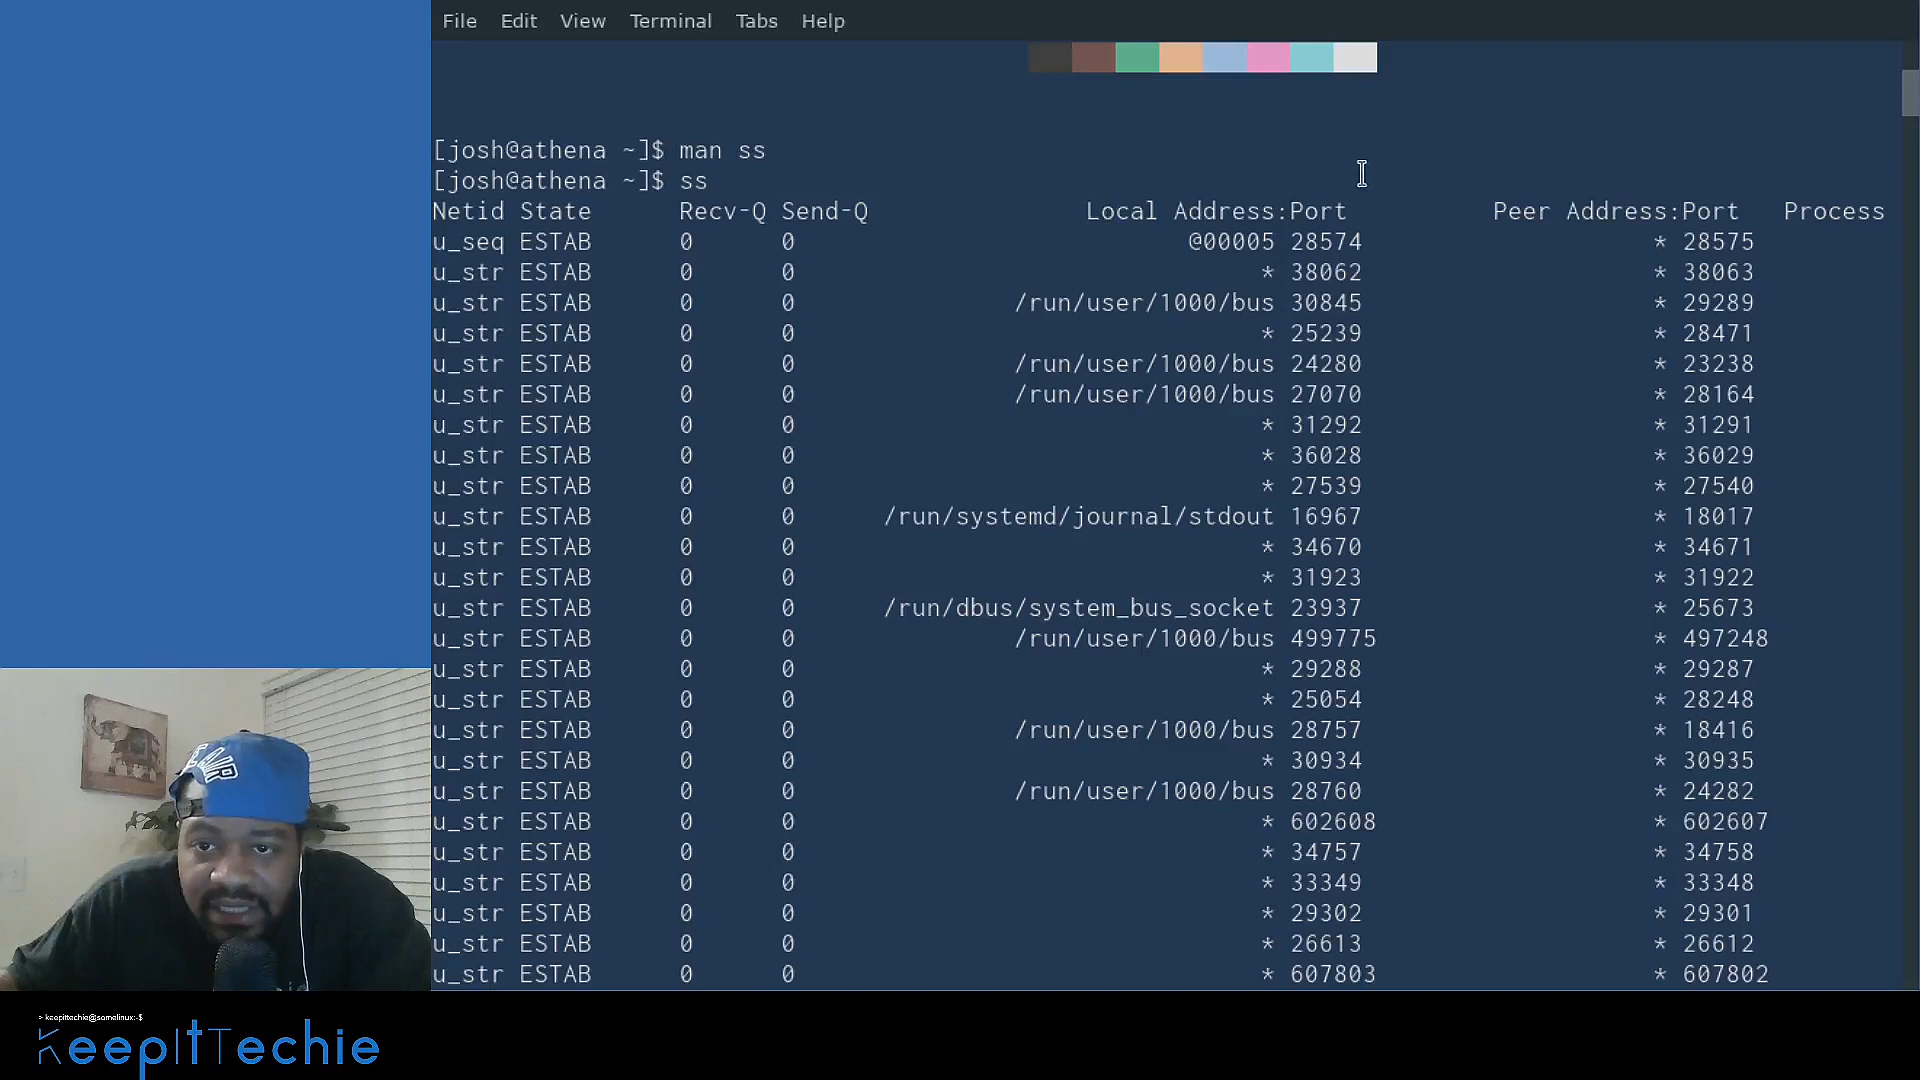 File Edit View Terminal Tabs Help
[josh@athena ~]$ man ss
[josh@athena ~]$ ss
Netid State Recv-Q Send-Q Local Address:Port Peer Address:Port Process
u_seq ESTAB 0 0 @00005 28574 * 28575
u_str ESTAB 0 0 * 38062 * 38063
u_str ESTAB 0 0 /run/user/1000/bus 30845 * 29289
u_str ESTAB 0 0 * 25239 * 28471
u_str ESTAB 0 0 /run/user/1000/bus 24280 * 23238
u_str ESTAB 0 0 /run/user/1000/bus 27070 * 28164
u_str ESTAB 0 0 * 31292 * 31291
u_str ESTAB 0 0 * 36028 * 36029
u_str ESTAB 0 0 * 27539 * 27540
u_str ESTAB 0 0 /run/systemd/journal/stdout 16967 * 18017
u_str ESTAB 0 0 * 34670 * 34671
u_str ESTAB 0 0 * 31923 * 31922
u_str ESTAB 0 0 /run/dbus/system_bus_socket 23937 * 25673
u_str ESTAB 0 0 /run/user/1000/bus 499775 * 497248
u_str ESTAB 0 0 * 29288 * 29287
u_str ESTAB 0 0 * 25054 * 28248
u_str ESTAB 0 0 /run/user/1000/bus 28757 * 18416
u_str ESTAB 0 0 * 30934 * 30935
u_str ESTAB 0 0 /run/user/1000/bus 28760 * 24282
u_str ESTAB 0 0 * 602608 * 602607
u_str ESTAB 0 0 * 34757 * 34758
u_str ESTAB 0 0 * 33349 * 33348
u_str ESTAB 0 0 * 29302 * 29301
u_str ESTAB 0 0 * 26613 * 26612
u_str ESTAB 0 0 * 607803 * 607802
> keepittechie@somelinux:~$
KeepItTechie